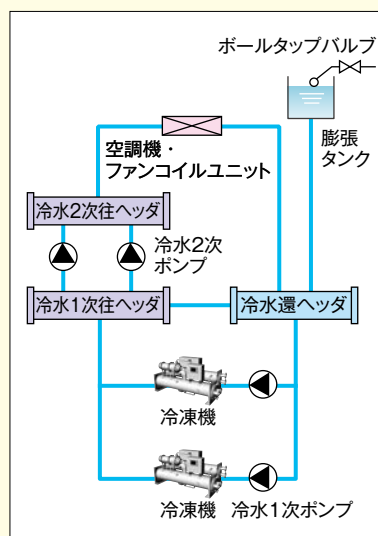 ボールタップバルブ
膨張
タンク
空調機・
ファンコイルユニット
冷水2次往ヘッダ
冷水2次
ポンプ
冷水1次往ヘッダ
冷水還ヘッダ
冷凍機
冷凍機
冷水1次ポンプ